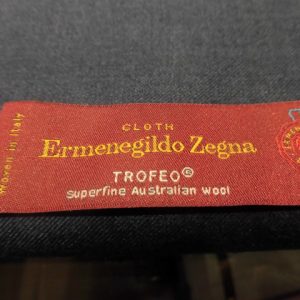 Woven in Italy
CLOTH
Ermenegildo Zegna
TROFEO®
superfine Australian wool